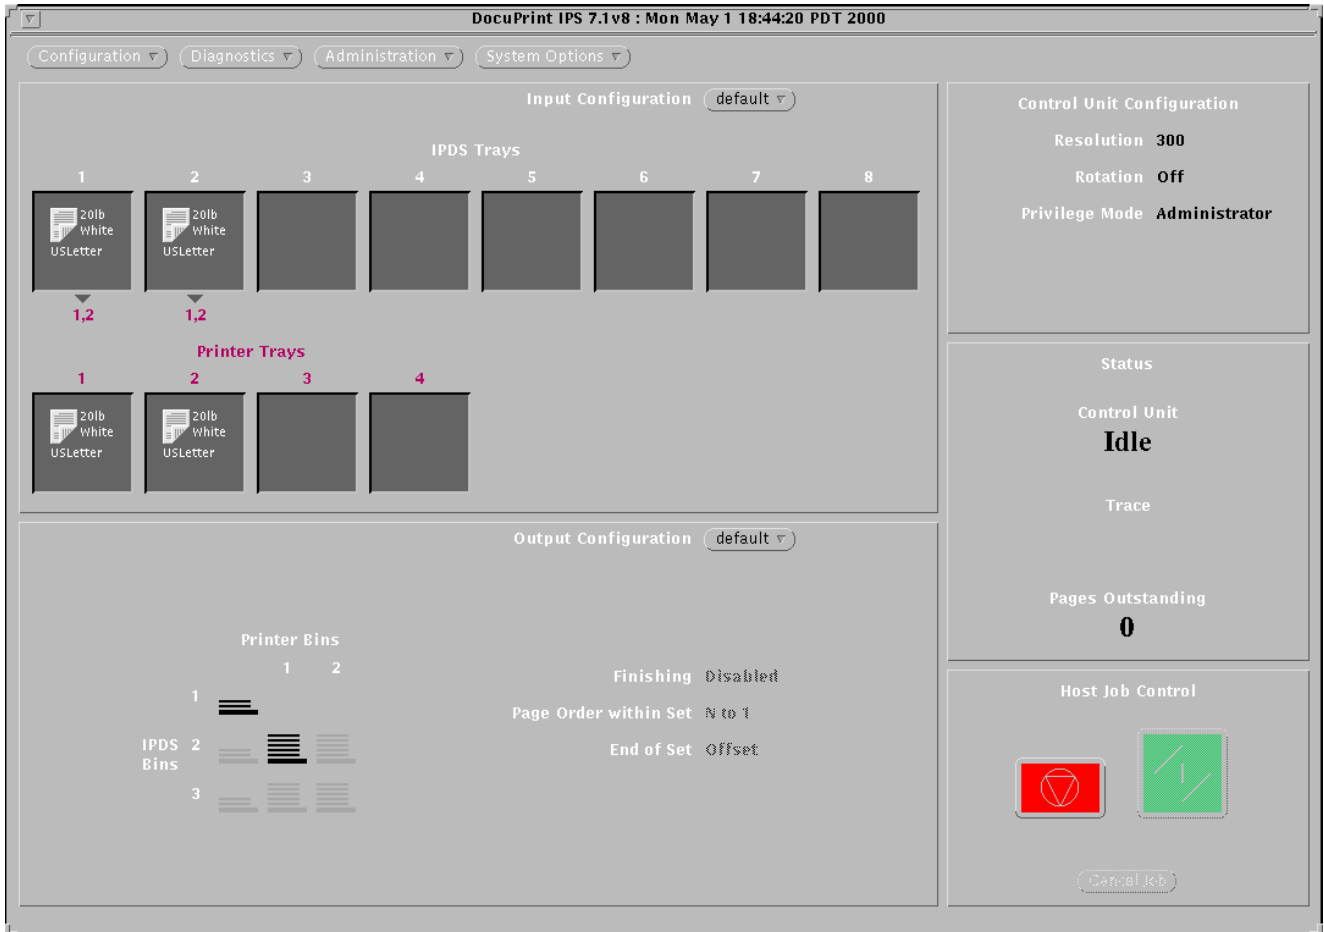 DocuPrint IPS 7.1v8 : Mon May 1 18:44:20 PDT 2000
Configuration Diagnostics Administration System Options
Input Configuration default
IPDS Trays
1 2 3 4 5 6 7 8
20lb 20lb
White White
USLetter USLetter
1,2 1,2
Printer Trays
1 2 3 4
20lb 20lb
White White
USLetter USLetter
Output Configuration default
Printer Bins
1 2
1
IPDS 2
Bins
3
Finishing Disabled
Page Order within Set N to 1
End of Set Offset
Control Unit Configuration
Resolution 300
Rotation Off
Privilege Mode Administrator
Status
Control Unit
Idle
Trace
Pages Outstanding
0
Host Job Control
Cancel Job